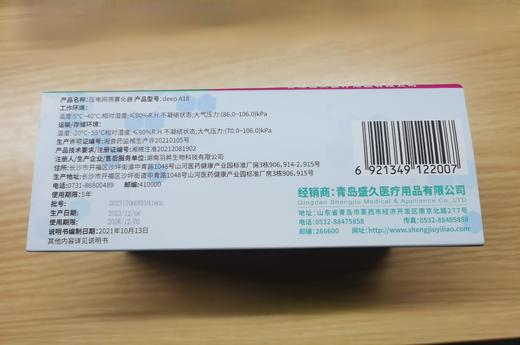 产品名称:压电网筛雾化器 产品型号:deep A18
工作环境:
温度:5°C~40°C;相对湿度:≤90%R.H.不凝结状态;大气压力:(86.0~106.0)kPa
运输/存储环境:
温度:-20°C~55°C相对湿度:≤90%R.H.不凝结状态;大气压力:(70.0~106.0)kPa
生产许可证编号:湘食药监械生产许20210105号
产品技术要求/注册证编号:湘械注准20212081902
注册人/生产企业/售后服务单位:湖南羽昇生物科技有限公司
住所:长沙市开福区沙坪街道中青路1048号山河医药健康产业园标准厂房3栋906,914-2,915号
生产地址:长沙市开福区沙坪街道中青路1048号山河医药健康产业园标准厂房3栋906,915号
电话:0731-86800489 邮编:410000
使用期限:5年
批号:
生产日期: 2023/12/06
失效日期: 2028/12/05
说明书编制日期:2021年10月13日
其他内容详见说明书
6 921349 122007
经销商:青岛盛久医疗用品有限公司
Qingdao Shengjiu Medical & Appliance Co.,LTD
地址:山东省青岛市莱西市经济开发区南京北路277号
电话:0532-88475858 传真:0532-88495858
邮编:266600 网址:http://www.shengjiuyiliao.com